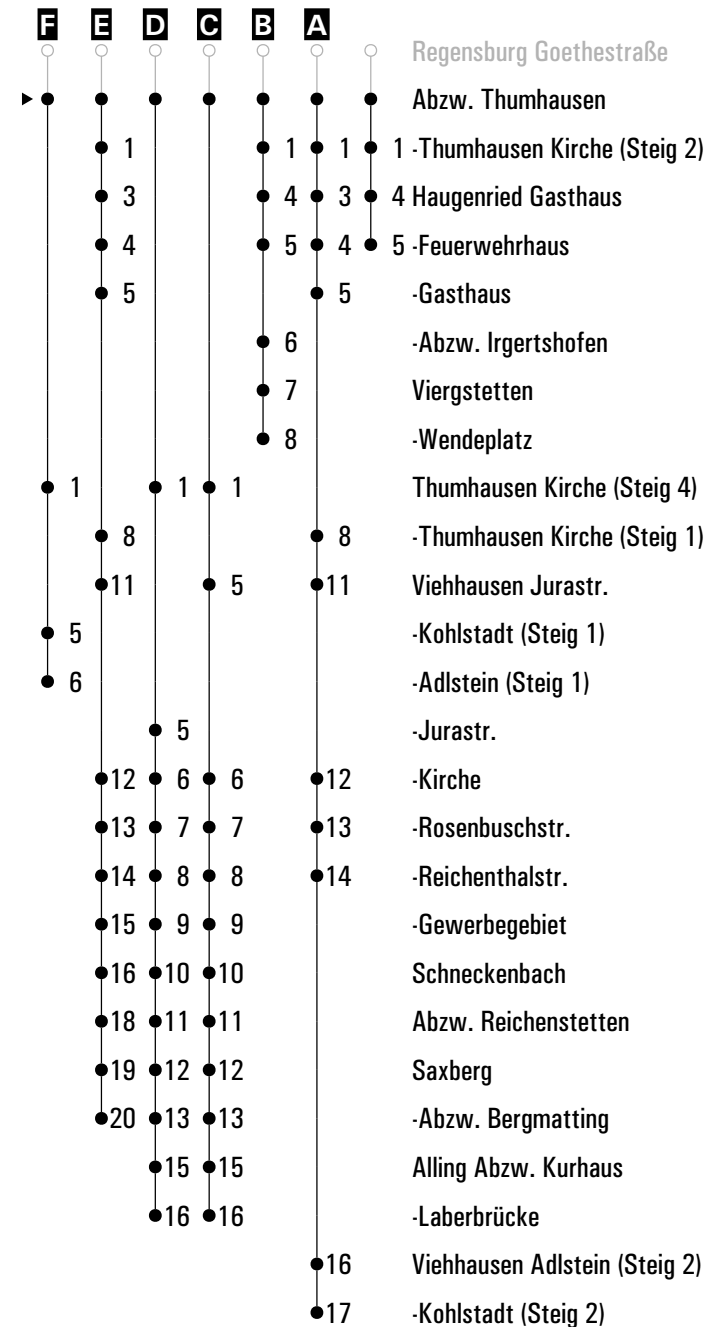 F E D C B A
Regensburg Goethestraße
Abzw. Thumhausen
1 1 1 1 -Thumhausen Kirche (Steig 2)
3 4 3 4 Haugenried Gasthaus
4 5 4 5 -Feuerwehrhaus
5 5 -Gasthaus
6 -Abzw. Irgertshofen
7 Viergstetten
8 -Wendeplatz
1 1 1 Thumhausen Kirche (Steig 4)
8 8 -Thumhausen Kirche (Steig 1)
11 5 11 Viehhausen Jurastr.
5 -Kohlstadt (Steig 1)
6 -Adlstein (Steig 1)
5 -Jurastr.
12 6 6 12 -Kirche
13 7 7 13 -Rosenbuschstr.
14 8 8 14 -Reichenthalstr.
15 9 9 -Gewerbegebiet
16 10 10 Schneckenbach
18 11 11 Abzw. Reichenstetten
19 12 12 Saxberg
20 13 13 -Abzw. Bergmatting
15 15 Alling Abzw. Kurhaus
16 16 -Laberbrücke
16 Viehhausen Adlstein (Steig 2)
17 -Kohlstadt (Steig 2)